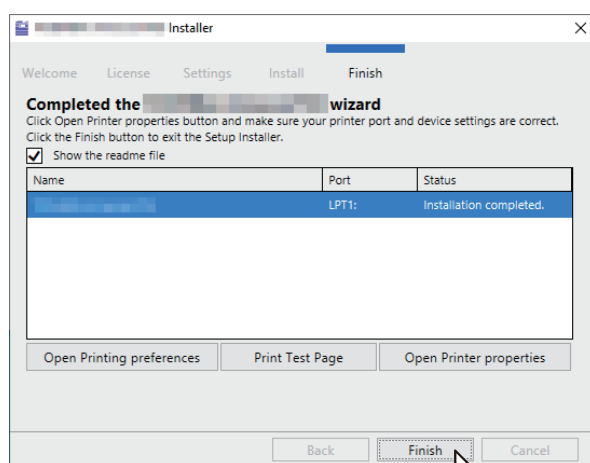 Installer
Welcome License Settings Install Finish
Completed the wizard
Click Open Printer properties button and make sure your printer port and device settings are correct.
Click the Finish button to exit the Setup Installer.
Show the readme file
Name Port Status
LPT1: Installation completed.
Open Printing preferences Print Test Page Open Printer properties
Back Finish Cancel